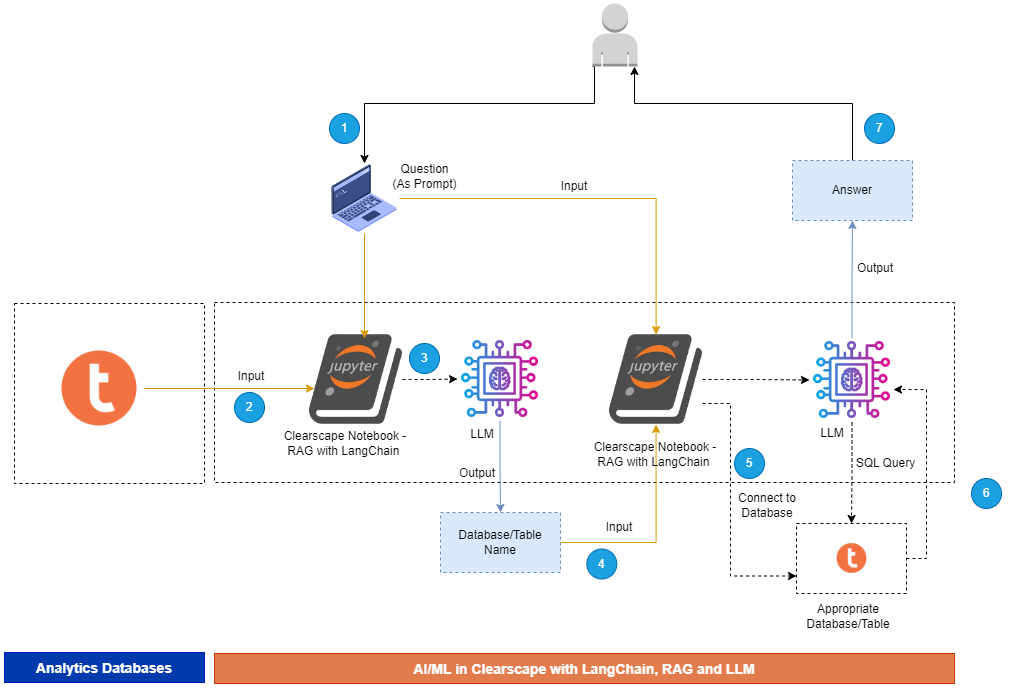 1
7
Question
(As Prompt)
Input
Answer
Output
t
Input
2
jupyter
3
jupyter
Clearscape Notebook -
RAG with LangChain
LLM
Clearscape Notebook -
RAG with LangChain
LLM
Output
5
SQL Query
6
Connect to
Database
Database/Table
Name
Input
4
t
Appropriate
Database/Table
Analytics Databases
AI/ML in Clearscape with LangChain, RAG and LLM